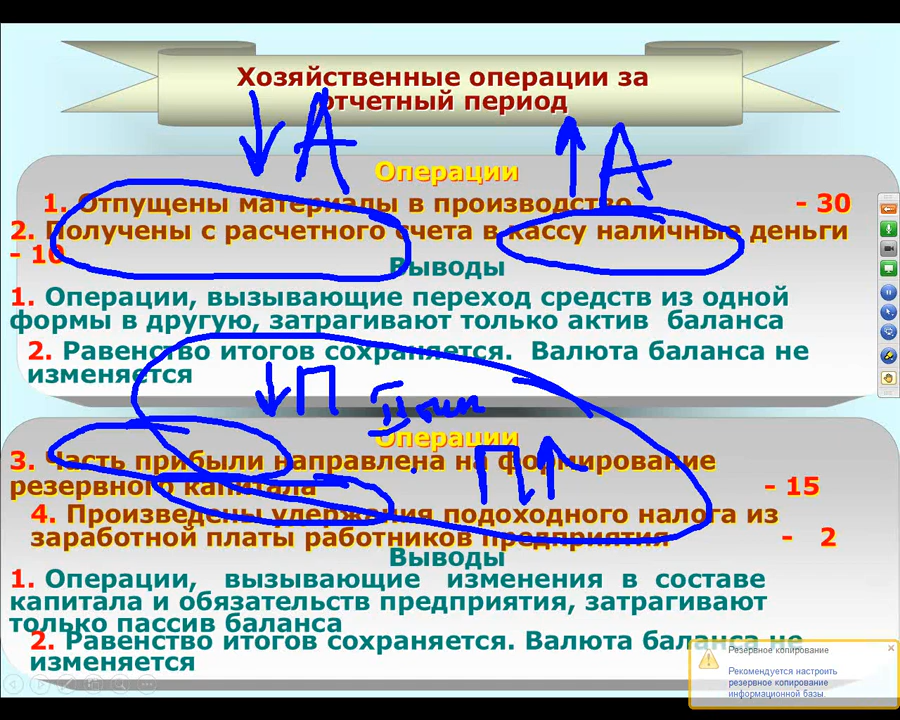 Хозяйственные операции за
отчетный период
↓ А
↑ А
Операции
1. Отпущены материалы в производство - 30
2. Получены с расчетного счета в кассу наличные деньги
- 10
Выводы
1. Операции, вызывающие переход средств из одной
формы в другую, затрагивают только актив баланса
2. Равенство итогов сохраняется. Валюта баланса не
изменяется
↓ П
II тип
П ↑
Операции
3. Часть прибыли направлена на формирование
резервного капитала - 15
4. Произведены удержания подоходного налога из
заработной платы работников предприятия - 2
Выводы
1. Операции, вызывающие изменения в составе
капитала и обязательств предприятия, затрагивают
только пассив баланса
2. Равенство итогов сохраняется. Валюта баланса не
изменяется
Резервное копирование
Рекомендуется настроить
резервное копирование
информационной базы.